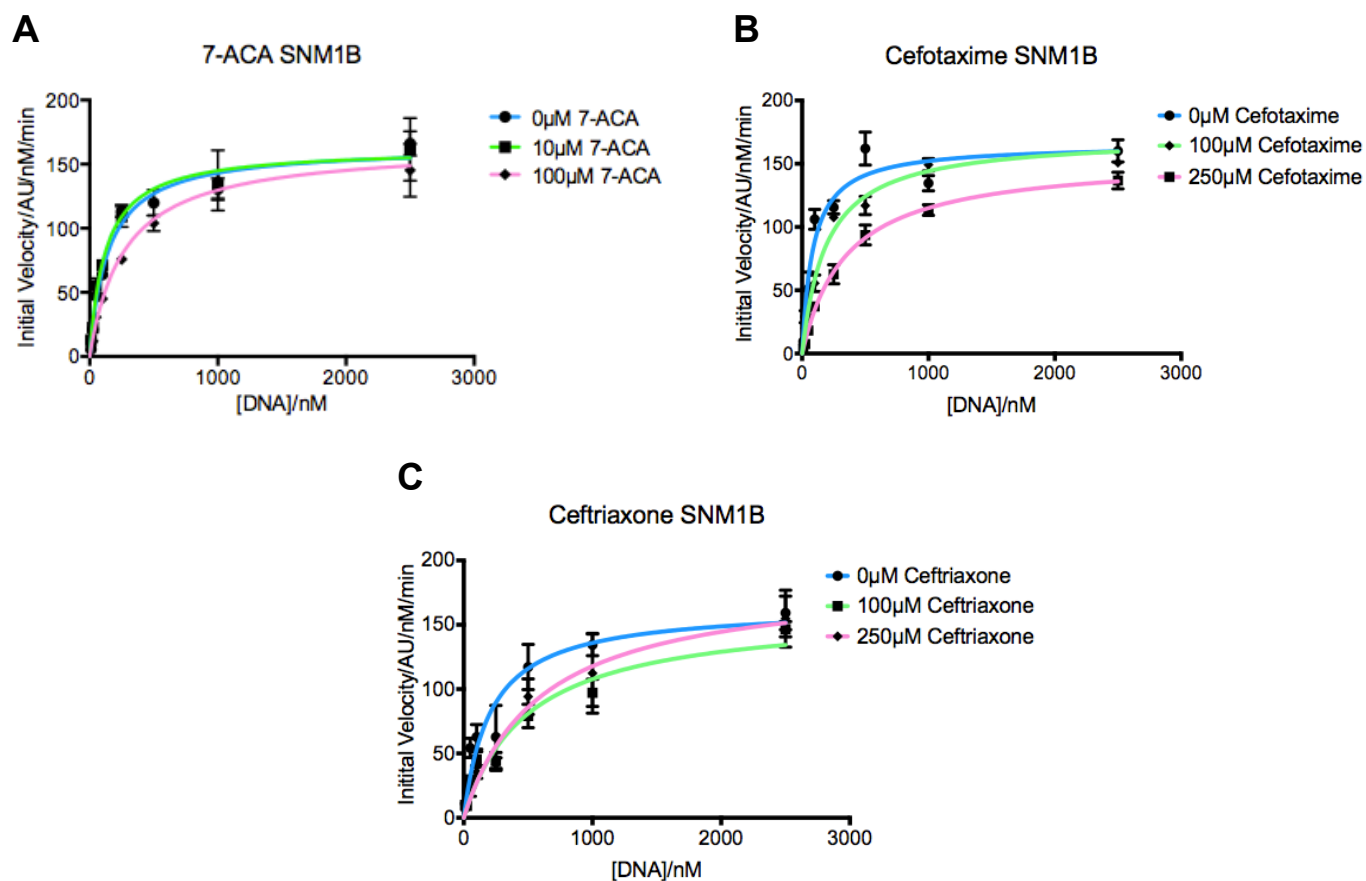 A
7-ACA SNM1B
200
150
100
50
0
0
1000
2000
3000
Initial Velocity/AU/nM/min
[DNA]/nM
0µM 7-ACA
10µM 7-ACA
100µM 7-ACA
B
Cefotaxime SNM1B
200
150
100
50
0
0
1000
2000
3000
Initital Velocity/AU/nM/min
[DNA]/nM
0µM Cefotaxime
100µM Cefotaxime
250µM Cefotaxime
C
Ceftriaxone SNM1B
200
150
100
50
0
0
1000
2000
3000
Initital Velocity/AU/nM/min
[DNA]/nM
0µM Ceftriaxone
100µM Ceftriaxone
250µM Ceftriaxone